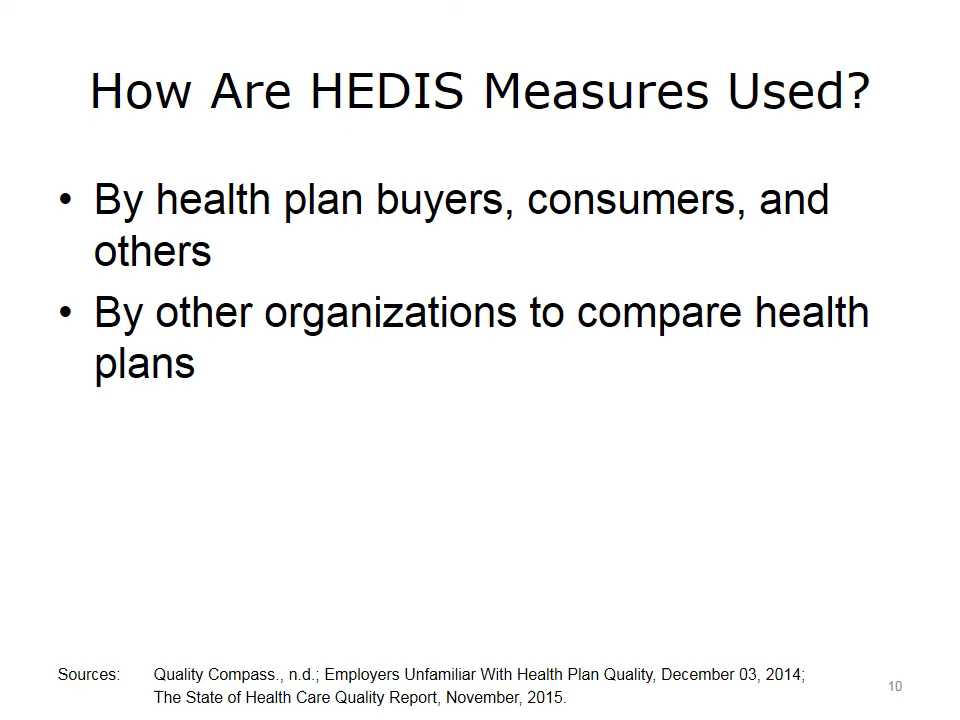 How Are HEDIS Measures Used?
• By health plan buyers, consumers, and
others
• By other organizations to compare health
plans
Sources: Quality Compass., n.d.; Employers Unfamiliar With Health Plan Quality, December 03, 2014;
The State of Health Care Quality Report, November, 2015.
10